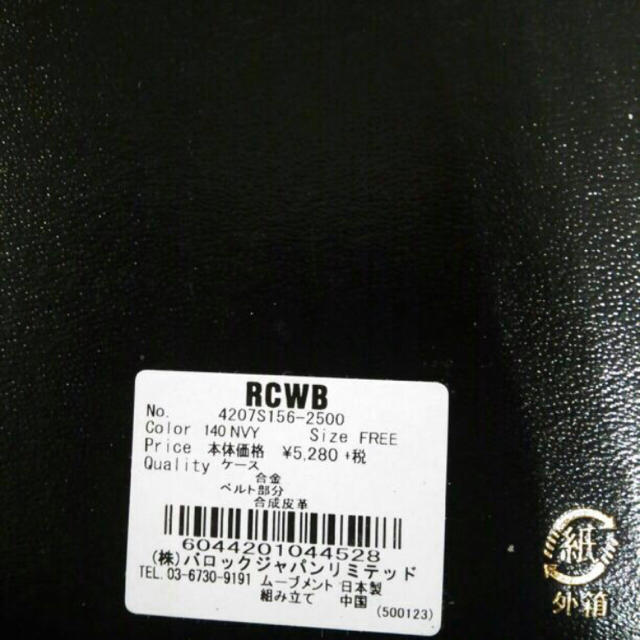 RCWB
No. 4207S156-2500
Color 140 NVY Size FREE
Price 本体価格 ¥5,280 +税
Quality ケース
合金
ベルト部分
合成皮革
6044201044528
(株)バロックジャパンリミテッド
TEL. 03-6730-9191 ムーブメント 日本製
組み立て 中国 (500123)
紙
外箱